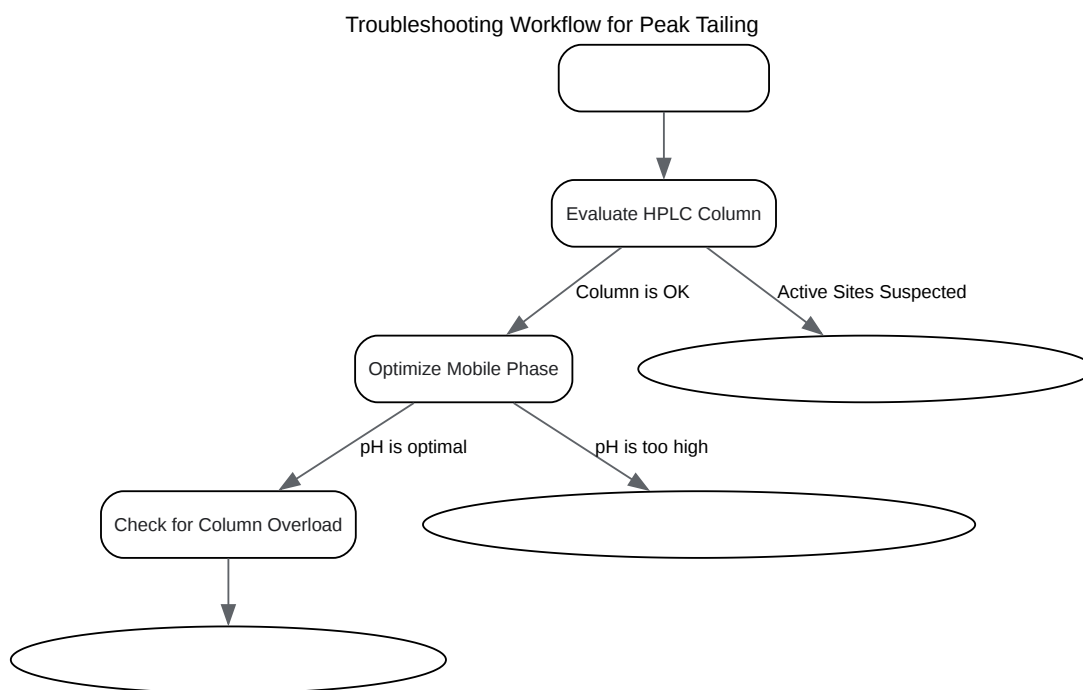 Troubleshooting Workflow for Peak Tailing
Evaluate HPLC Column
Column is OK
Active Sites Suspected
Optimize Mobile Phase
pH is optimal
pH is too high
Check for Column Overload